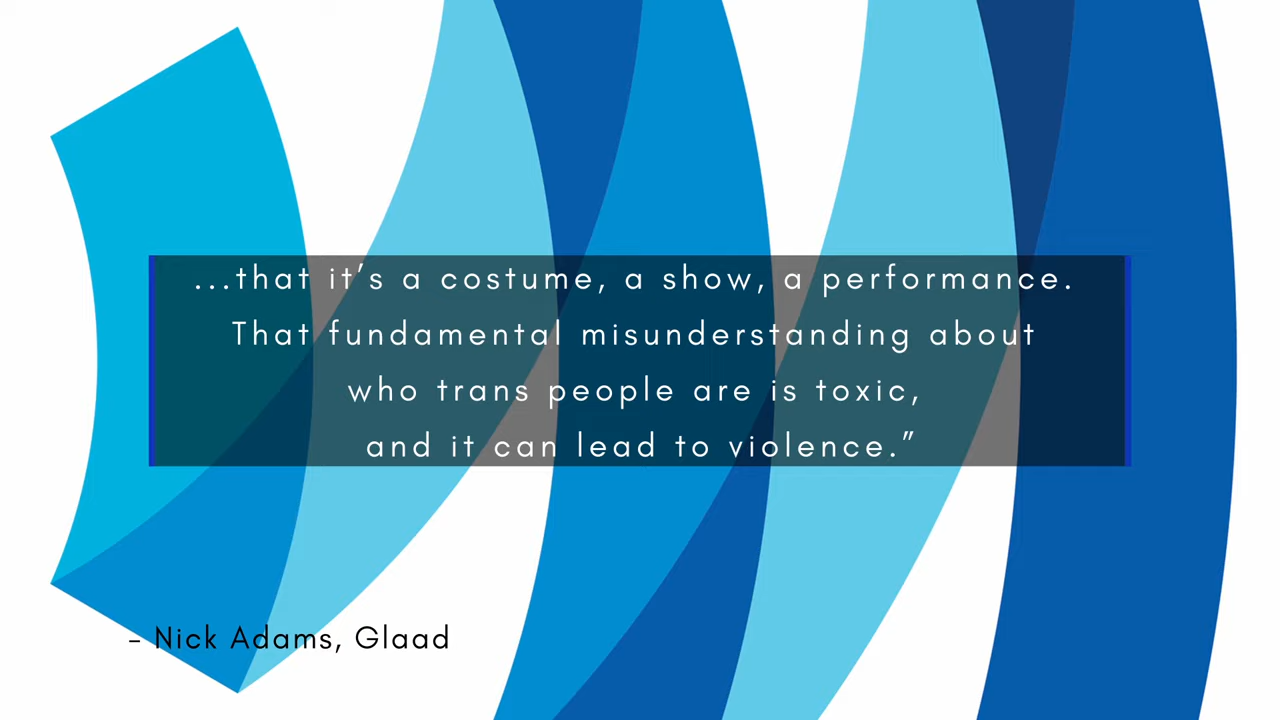 ...that it's a costume, a show, a performance.
That fundamental misunderstanding about
who trans people are is toxic,
and it can lead to violence.”
- Nick Adams, Glaad